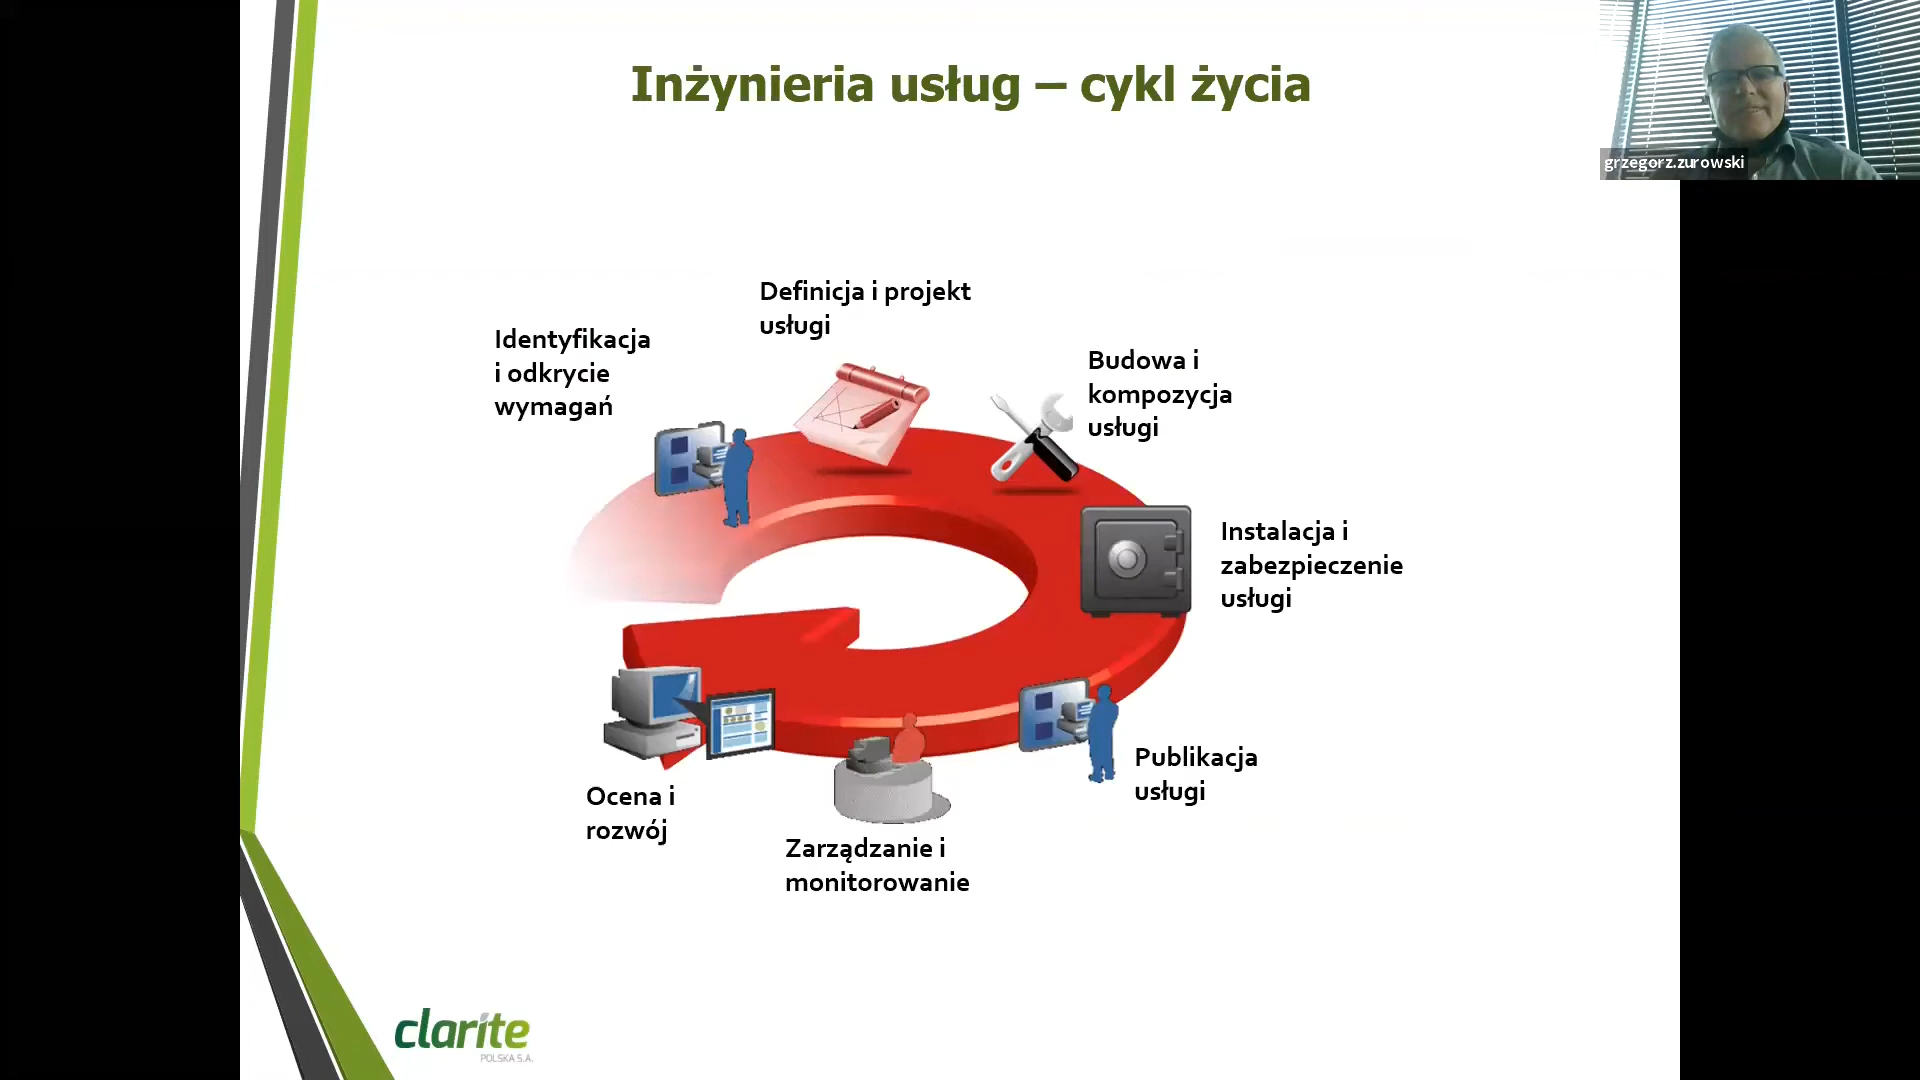 Inżynieria usług – cykl życia
grzegorz.zurowski
Definicja i projekt
usługi
Identyfikacja
i odkrycie
wymagań
Budowa i
kompozycja
usługi
Instalacja i
zabezpieczenie
usługi
Publikacja
usługi
Ocena i
rozwój
Zarządzanie i
monitorowanie
clarite
POLSKA S.A.